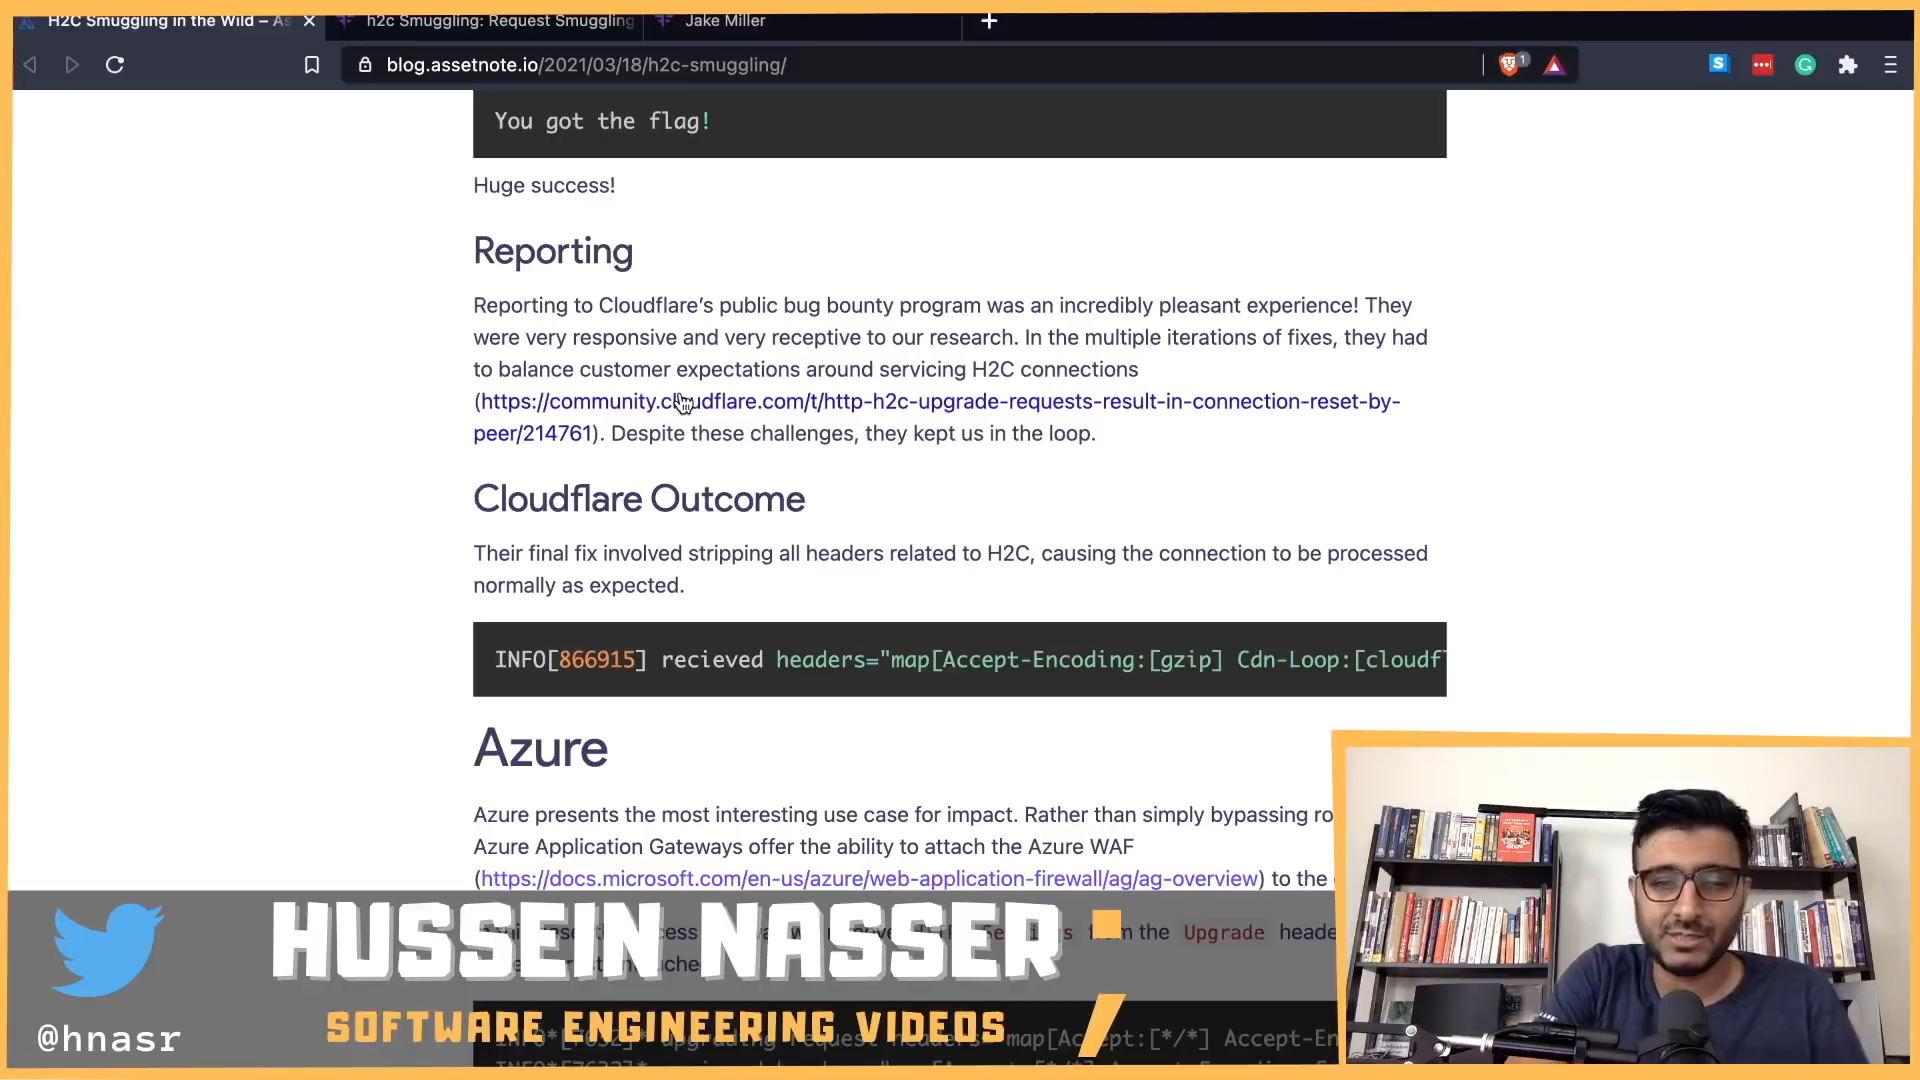 H2C Smuggling in the Wild – As
h2c Smuggling: Request Smuggling
Jake Miller
blog.assetnote.io/2021/03/18/h2c-smuggling/
1
S
You got the flag!
Huge success!
Reporting
Reporting to Cloudflare's public bug bounty program was an incredibly pleasant experience! They
were very responsive and very receptive to our research. In the multiple iterations of fixes, they had
to balance customer expectations around servicing H2C connections
(https://community.cloudflare.com/t/http-h2c-upgrade-requests-result-in-connection-reset-by-
peer/214761). Despite these challenges, they kept us in the loop.
Cloudflare Outcome
Their final fix involved stripping all headers related to H2C, causing the connection to be processed
normally as expected.
INFO[866915] recieved headers="map[Accept-Encoding:[gzip] Cdn-Loop:[cloudf
Azure
Azure presents the most interesting use case for impact. Rather than simply bypassing ro
Azure Application Gateways offer the ability to attach the Azure WAF
(https://docs.microsoft.com/en-us/azure/web-application-firewall/ag/ag-overview) to the
the Upgrade heade
HUSSEIN NASSER
@hnasr
SOFTWARE ENGINEERING VIDEOS
map[Accept:[*/*] Accept-En